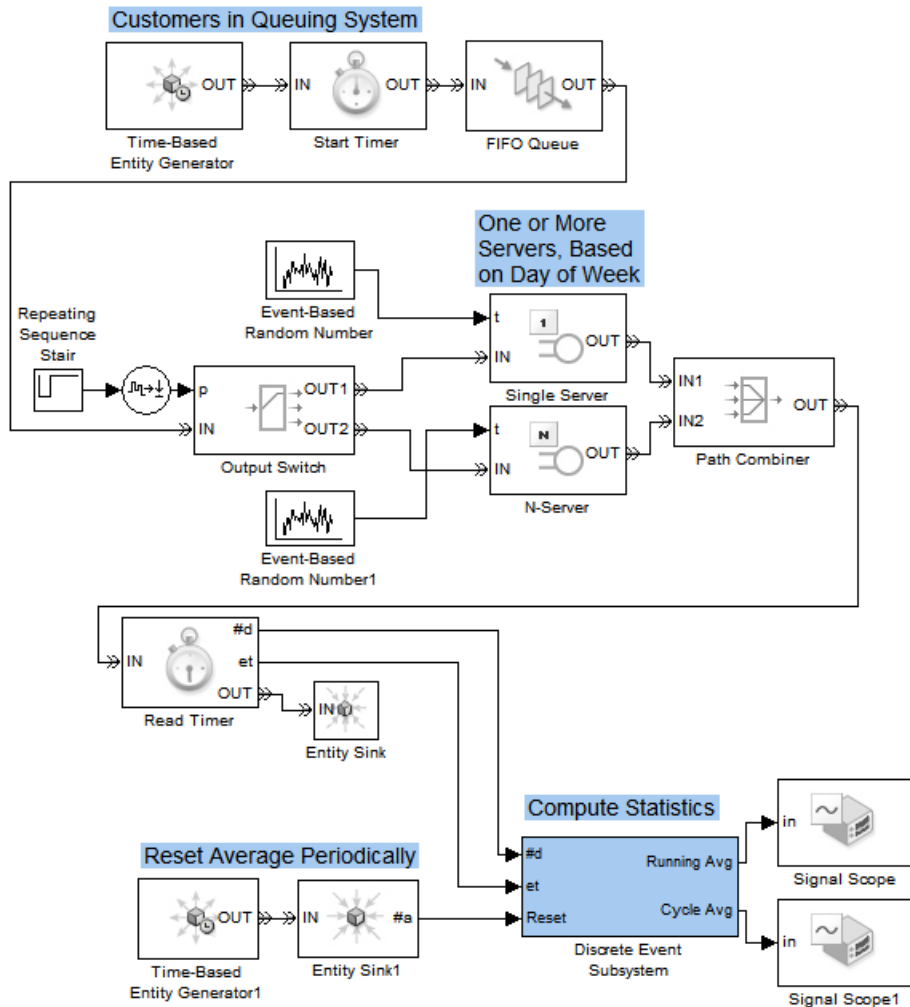 Customers in Queuing System
OUT
IN
OUT
IN
OUT
Time-Based
Entity Generator
Start Timer
FIFO Queue
One or More
Servers, Based
on Day of Week
Event-Based
Random Number
Repeating
Sequence
Stair
t
1
IN
OUT
Single Server
p
IN
OUT1
OUT2
Output Switch
t
N
IN
OUT
N-Server
IN1
IN2
OUT
Path Combiner
Event-Based
Random Number1
IN
#d
et
OUT
Read Timer
IN
Entity Sink
Compute Statistics
#d
et
Reset
Running Avg
Cycle Avg
Discrete Event
Subsystem
in
Signal Scope
in
Signal Scope1
Reset Average Periodically
OUT
IN
#a
Time-Based
Entity Generator1
Entity Sink1